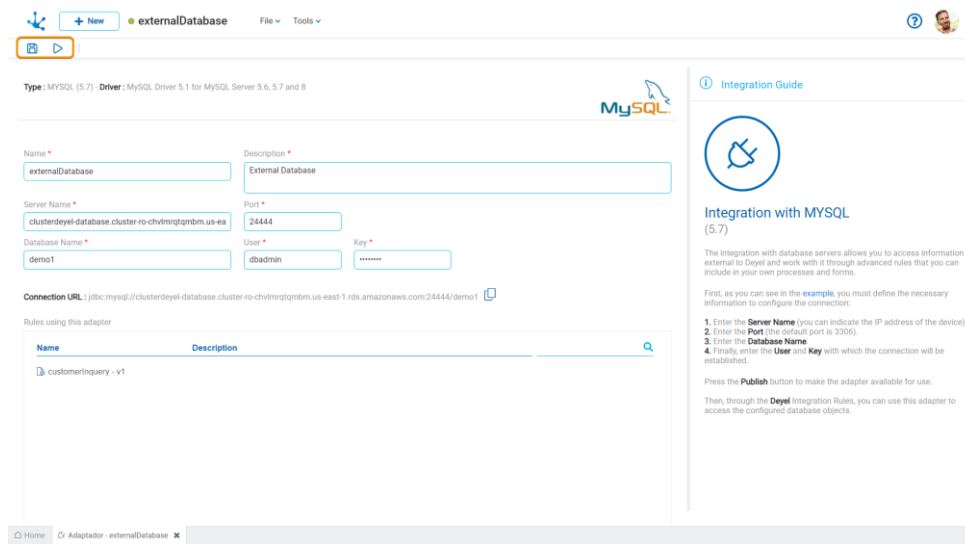 + New
externalDatabase
File
Tools
Type : MYSQL (5.7) - Driver : MySQL Driver 5.1 for MySQL Server 5.6, 5.7 and 8
MySQL
Name *
Description *
externalDatabase
External Database
Server Name *
Port *
clusterdeyel-database.cluster-ro-chvlmrqtqmbm.us-ea
24444
Database Name *
User *
Key *
demo1
dbadmin
••••••••
Connection URL : jdbc:mysql://clusterdeyel-database.cluster-ro-chvlmrqtqmbm.us-east-1.rds.amazonaws.com:24444/demo1
Rules using this adapter
Name
Description
customerInquery - v1
Integration Guide
Integration with MYSQL
(5.7)
The integration with database servers allows you to access information
external to Deyel and work with it through advanced rules that you can
include in your own processes and forms.
First, as you can see in the example, you must define the necessary
information to configure the connection:
1. Enter the Server Name (you can indicate the IP address of the device)
2. Enter the Port (the default port is 3306).
3. Enter the Database Name
4. Finally, enter the User and Key with which the connection will be
established.
Press the Publish button to make the adapter available for use.
Then, through the Deyel Integration Rules, you can use this adapter to
access the configured database objects.
Home
Adaptador - externalDatabase